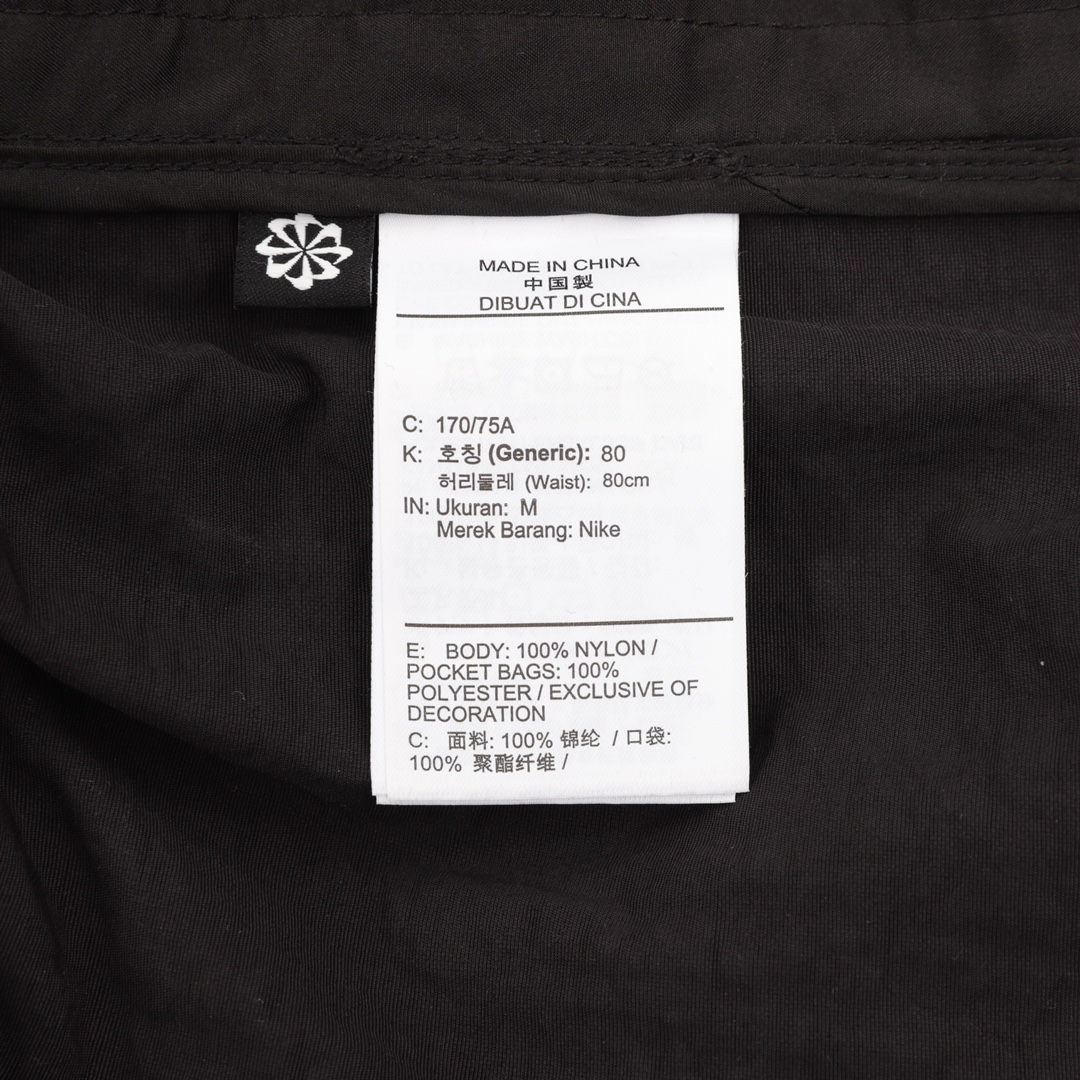 MADE IN CHINA
中国製
DIBUAT DI CINA
C: 170/75A
K: 호칭 (Generic): 80
허리둘레 (Waist): 80cm
IN: Ukuran: M
Merek Barang: Nike
E: BODY: 100% NYLON /
POCKET BAGS: 100%
POLYESTER / EXCLUSIVE OF
DECORATION
C: 面料: 100% 锦纶 / 口袋:
100% 聚酯纤维 /